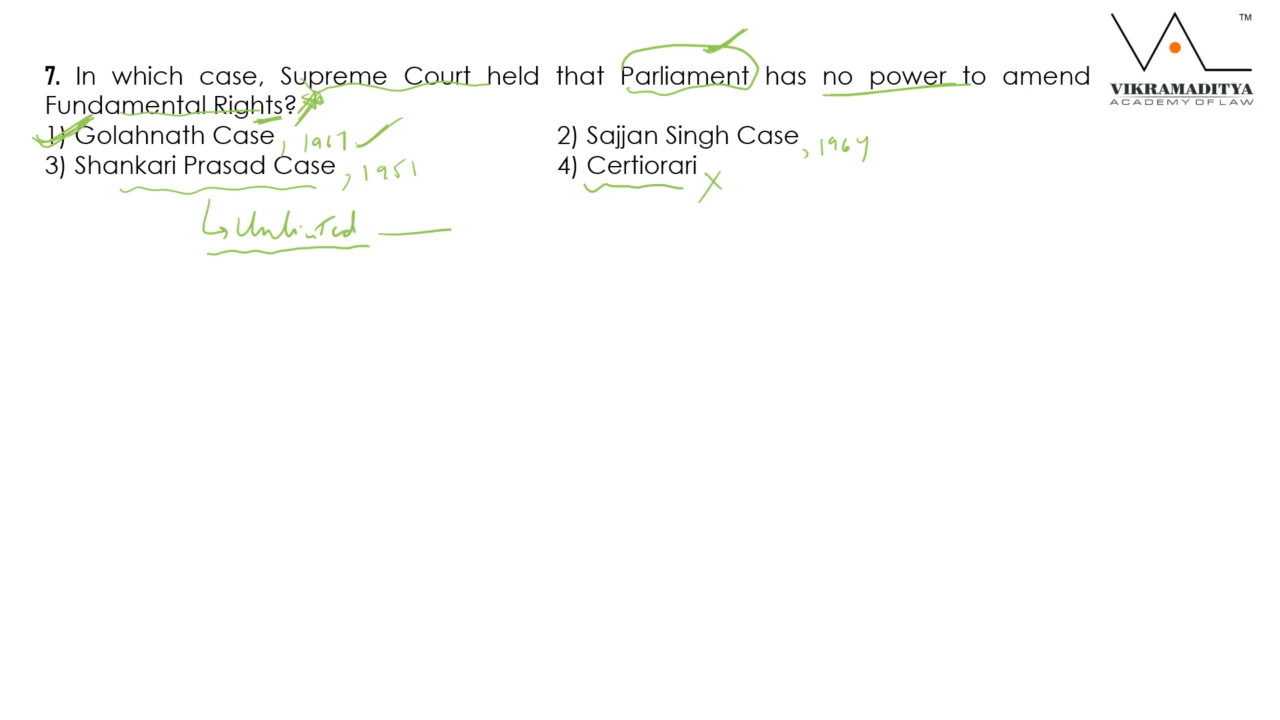 TM
VIKRAMADITYA
ACADEMY OF LAW
7. In which case, Supreme Court held that Parliament has no power to amend
Fundamental Rights?
1) Golahnath Case , 1967
2) Sajjan Singh Case , 1964
3) Shankari Prasad Case , 1951
4) Certiorari X